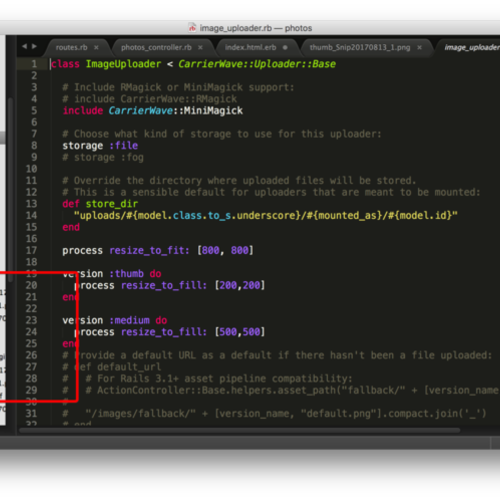 image_uploader.rb — photos
routes.rb × photos_controller.rb × index.html.erb thumb_Snip20170813_1.png × image_uploader.r
1 class ImageUploader < CarrierWave::Uploader::Base
2
3 # Include RMagick or MiniMagick support:
4 # include CarrierWave::RMagick
5 include CarrierWave::MiniMagick
6
7 # Choose what kind of storage to use for this uploader:
8 storage :file
9 # storage :fog
10
11 # Override the directory where uploaded files will be stored.
12 # This is a sensible default for uploaders that are meant to be mounted:
13 def store_dir
14 "uploads/#{model.class.to_s.underscore}/#{mounted_as}/#{model.id}"
15 end
16
17 process resize_to_fit: [800, 800]
18
19 version :thumb do
20 process resize_to_fill: [200,200]
21 end
22
23 version :medium do
24 process resize_to_fill: [500,500]
25 end
26 # Provide a default URL as a default if there hasn't been a file uploaded:
27 # def default_url
28 # # For Rails 3.1+ asset pipeline compatibility:
29 # # ActionController::Base.helpers.asset_path("fallback/" + [version_name
30 #
31 # "/images/fallback/" + [version_name, "default.png"].compact.join('_')
32 # end